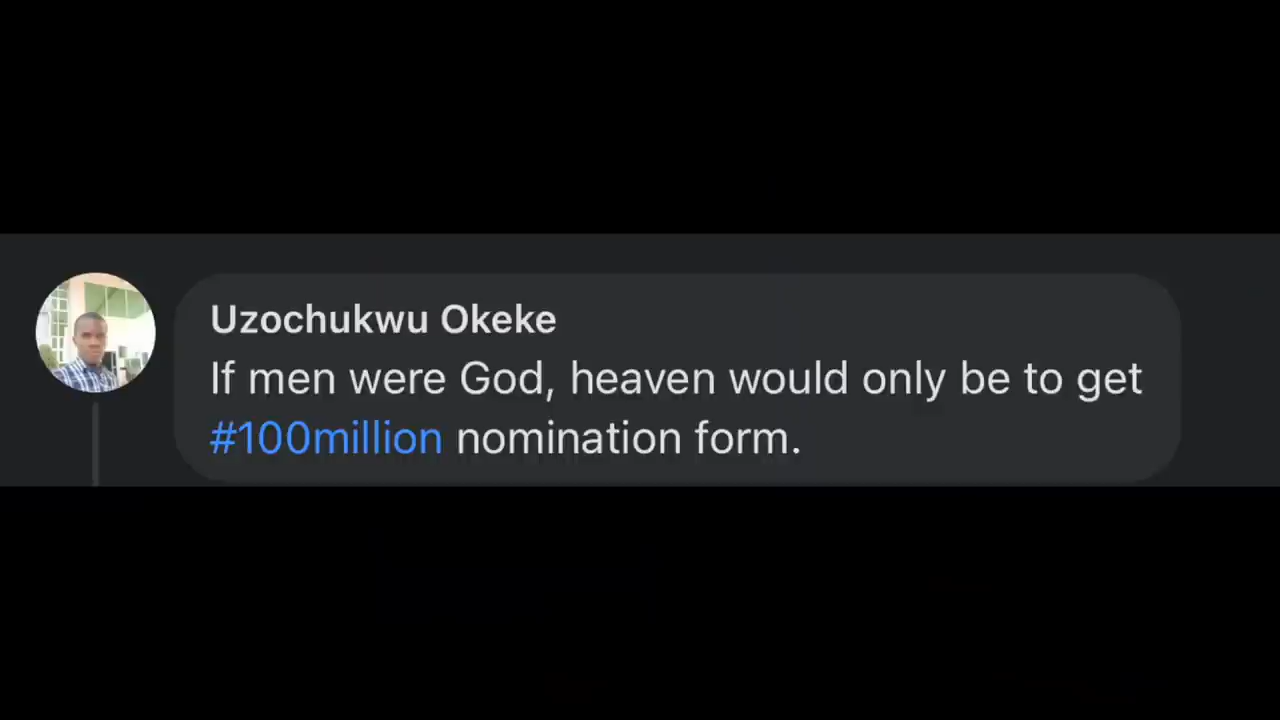 Uzochukwu Okeke
If men were God, heaven would only be to get
#100million nomination form.